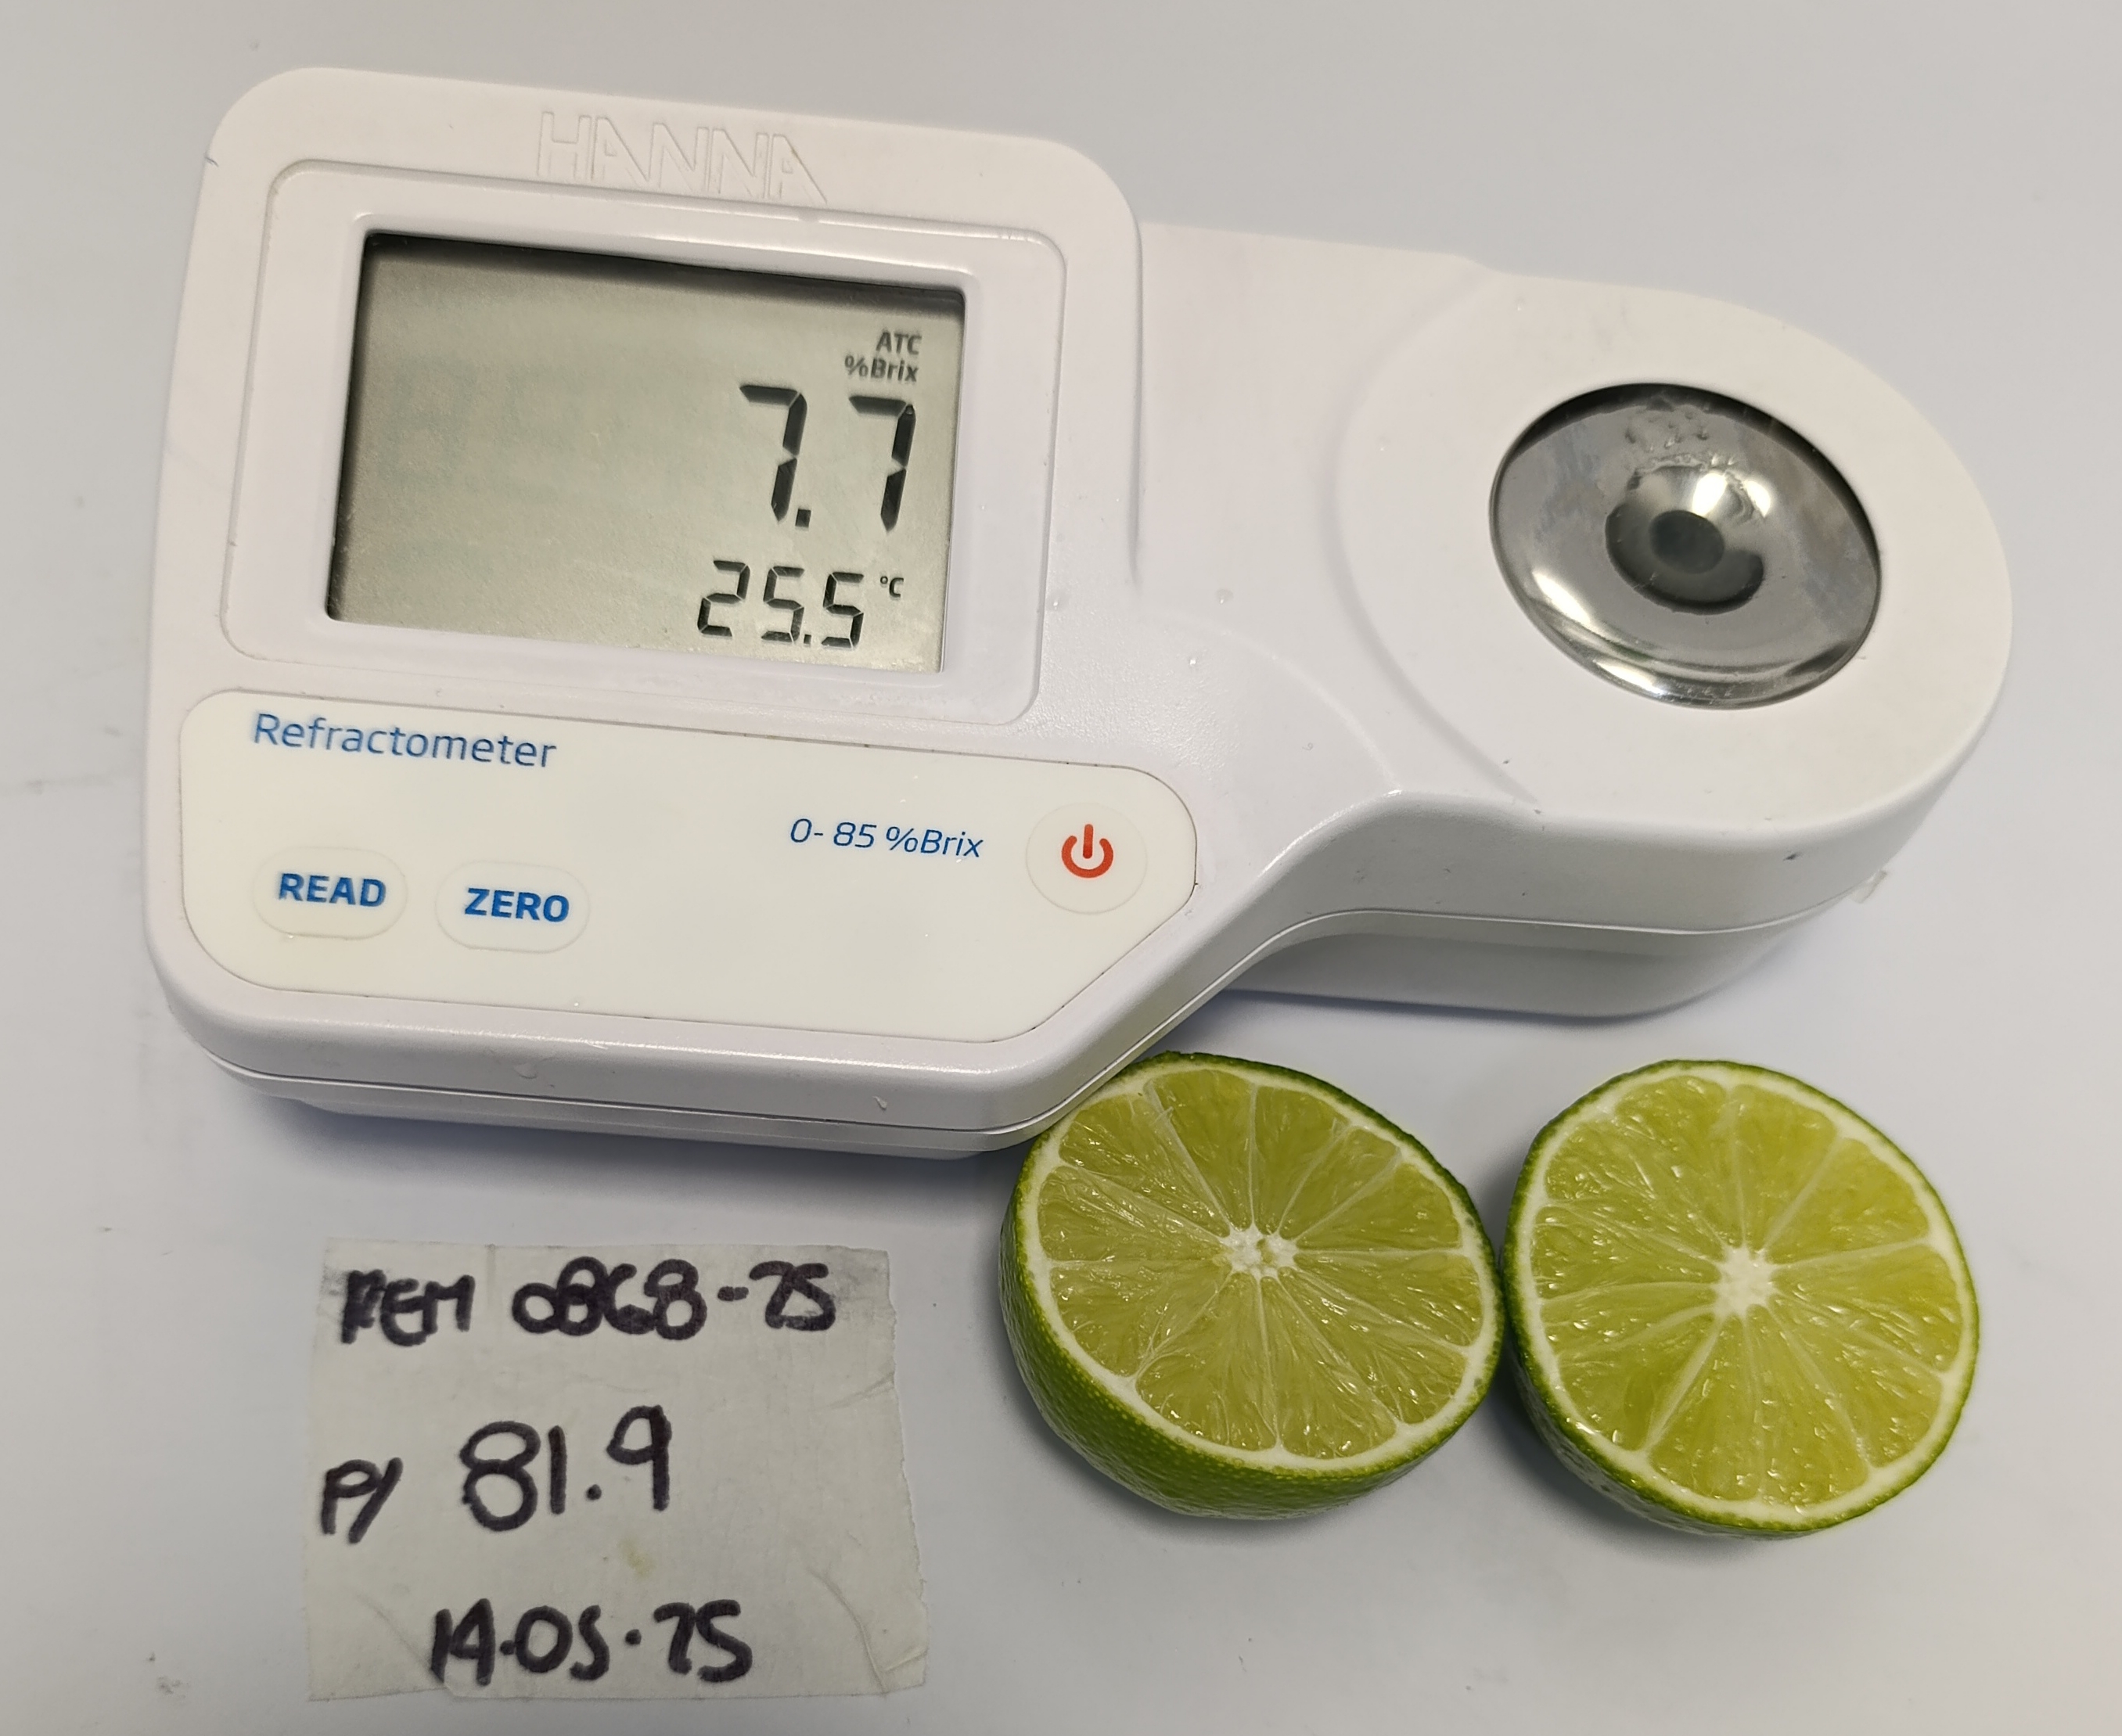 HANNA
ATC
%Brix
7.7
25.5 °C
Refractometer
0-85 %Brix
READ ZERO
REM 0868-25
P/ 81.9
14.05.25